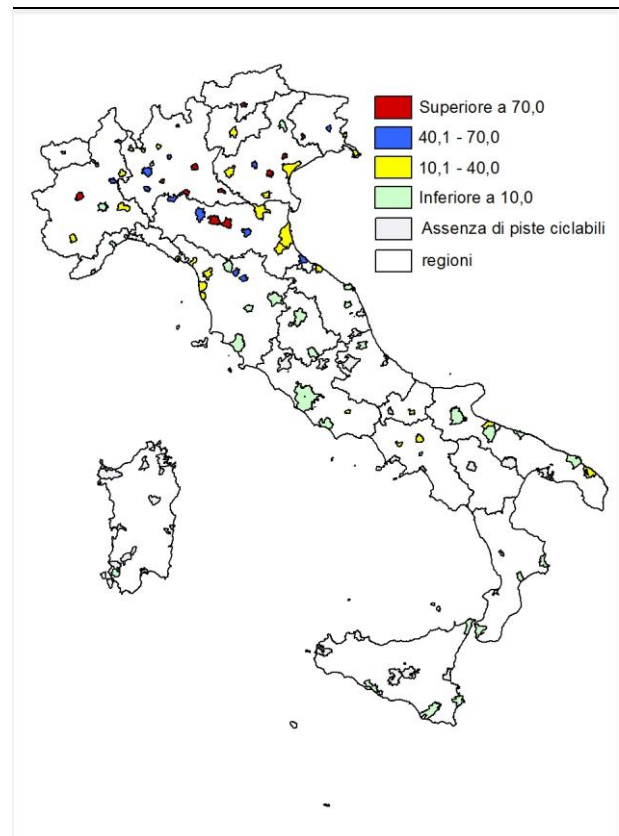 Superiore a 70,0
40,1 - 70,0
10,1 - 40,0
Inferiore a 10,0
Assenza di piste ciclabili
regioni